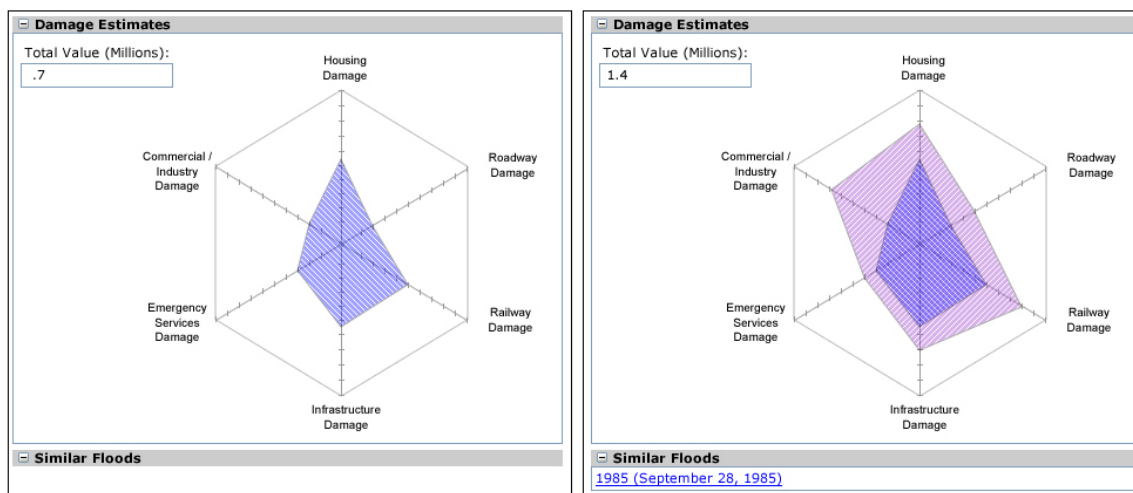 Damage Estimates
Total Value (Millions):
.7
Housing
Damage
Commercial /
Industry
Damage
Roadway
Damage
Emergency
Services
Damage
Railway
Damage
Infrastructure
Damage
Similar Floods
Damage Estimates
Total Value (Millions):
1.4
Housing
Damage
Commercial /
Industry
Damage
Roadway
Damage
Emergency
Services
Damage
Railway
Damage
Infrastructure
Damage
Similar Floods
1985 (September 28, 1985)